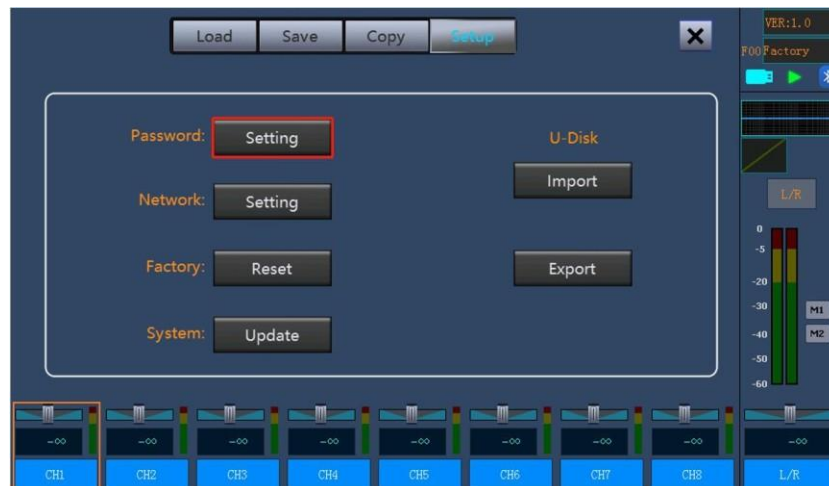 Load Save Copy Setup
VER:1.0
F00 Factory
Password: Setting
U-Disk
Import
Network: Setting
L/R
Factory: Reset
Export
System: Update
0
-5
-20
-30
M1
-40
M2
-50
-60
-∞ -∞ -∞ -∞ -∞ -∞ -∞ -∞ -∞
CH1 CH2 CH3 CH4 CH5 CH6 CH7 CH8 L/R